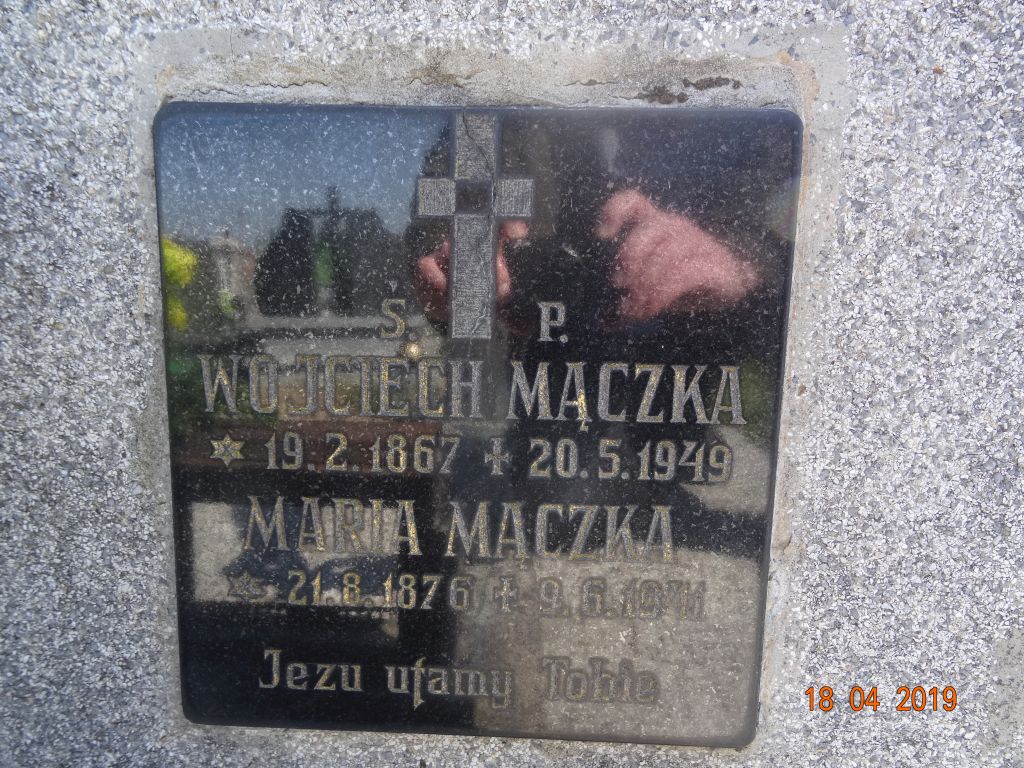 Ś. P.
WOJCIECH MĄCZKA
19.2.1867 20.5.1949
MARIA MĄCZKA
21.8.1876 9.6.1941
Jezu ufamy Tobie
18 04 2019